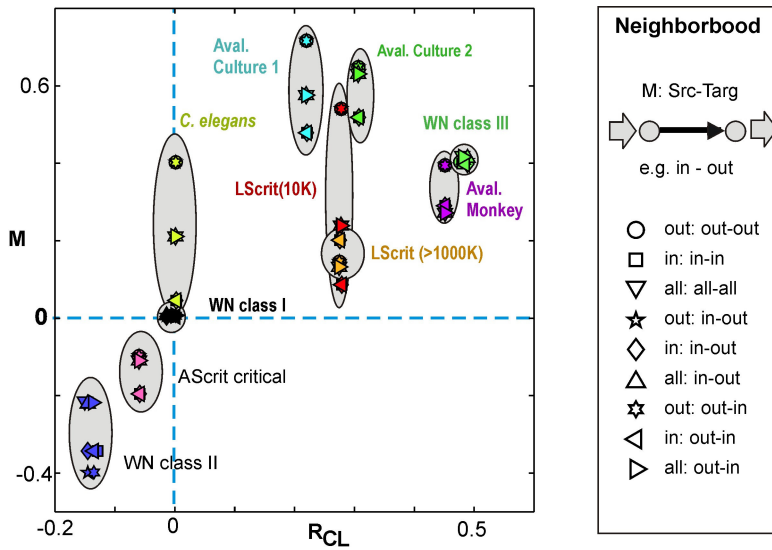 Aval.
Culture 1
Aval. Culture 2
0.6
C. elegans
WN class III
LScrit(10K)
Aval.
Monkey
M
LScrit (>1000K)
WN class I
0
AScrit critical
WN class II
-0.4
-0.2
0
R_CL
0.5
Neighborbood
M: Src-Targ
e.g. in - out
out: out-out
in: in-in
all: all-all
out: in-out
in: in-out
all: in-out
out: out-in
in: out-in
all: out-in